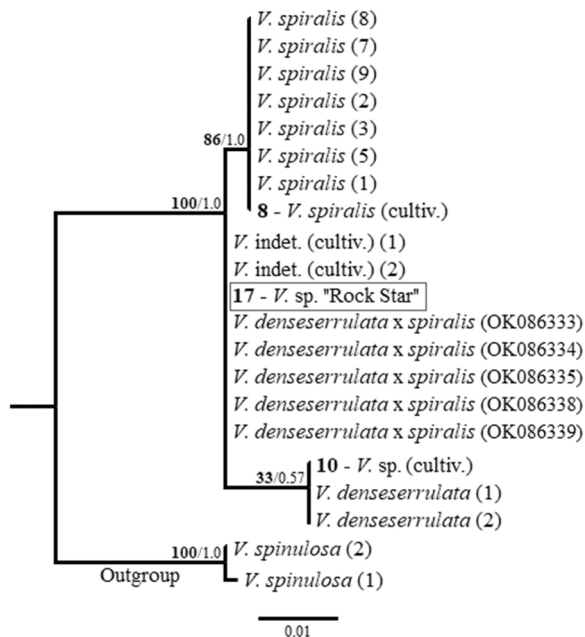 V. spiralis (8)
V. spiralis (7)
V. spiralis (9)
V. spiralis (2)
V. spiralis (3)
86/1.0
V. spiralis (5)
V. spiralis (1)
100/1.0
8 - V. spiralis (cultiv.)
V. indet. (cultiv.) (1)
V. indet. (cultiv.) (2)
17 - V. sp. "Rock Star"
V. denseserrulata x spiralis (OK086333)
V. denseserrulata x spiralis (OK086334)
V. denseserrulata x spiralis (OK086335)
V. denseserrulata x spiralis (OK086338)
V. denseserrulata x spiralis (OK086339)
10 - V. sp. (cultiv.)
33/0.57
V. denseserrulata (1)
V. denseserrulata (2)
100/1.0
V. spinulosa (2)
Outgroup
V. spinulosa (1)
0.01